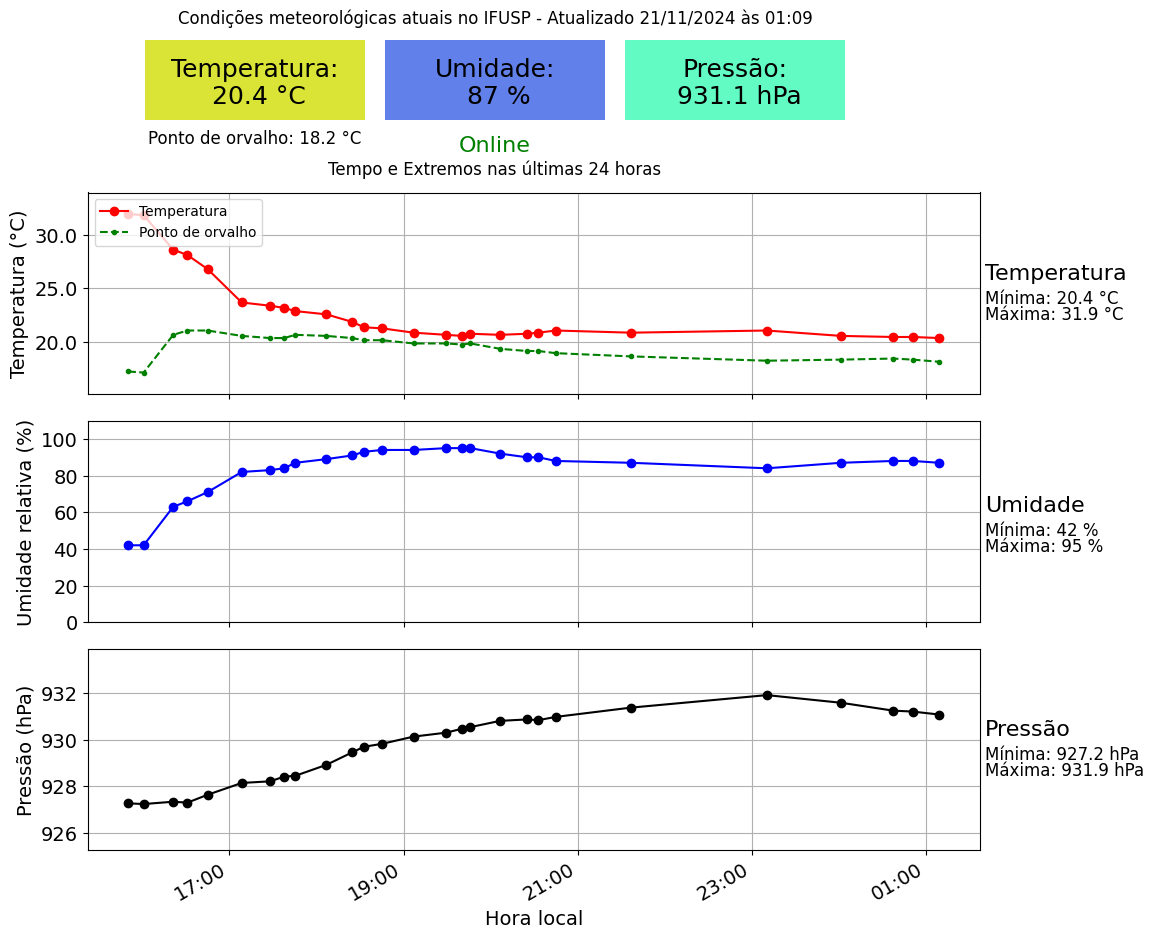 Condições meteorológicas atuais no IFUSP - Atualizado 21/11/2024 às 01:09
Temperatura:
20.4 °C
Umidade:
87 %
Pressão:
931.1 hPa
Ponto de orvalho: 18.2 °C
Online
Tempo e Extremos nas últimas 24 horas
Temperatura (°C)
30.0
25.0
20.0
Temperatura
Ponto de orvalho
Temperatura
Mínima: 20.4 °C
Máxima: 31.9 °C
Umidade relativa (%)
100
80
60
40
20
0
Umidade
Mínima: 42 %
Máxima: 95 %
Pressão (hPa)
932
930
928
926
Pressão
Mínima: 927.2 hPa
Máxima: 931.9 hPa
17:00
19:00
21:00
23:00
01:00
Hora local